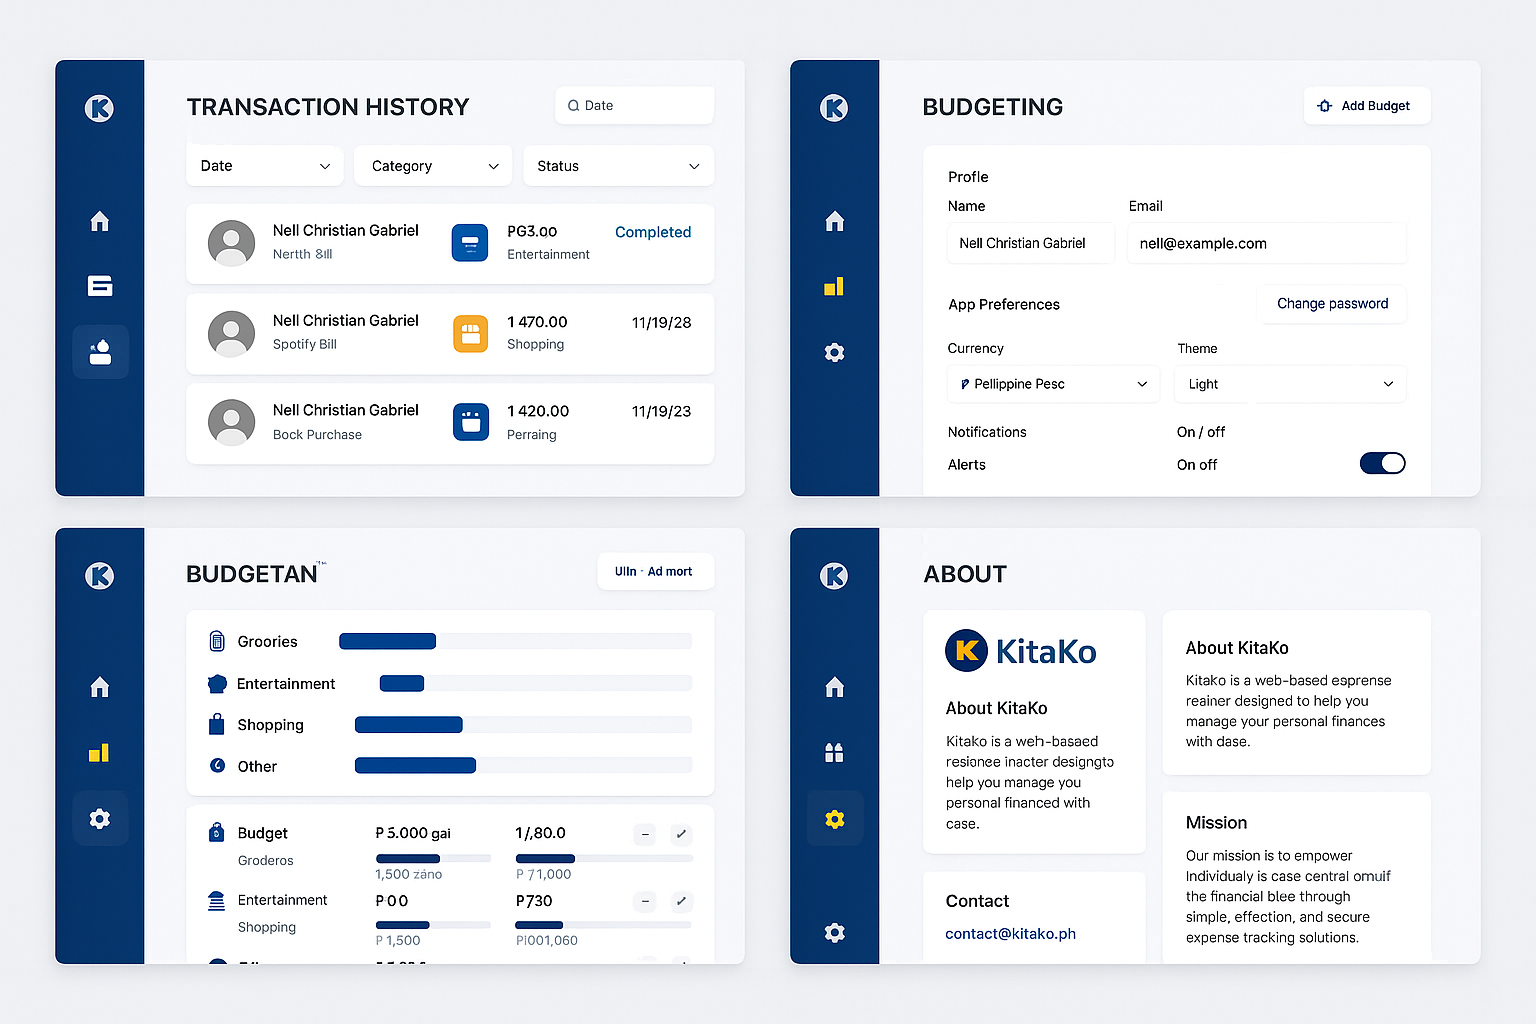 TRANSACTION HISTORY
Date
Date
Category
Status
Nell Christian Gabriel
Nertth 8ill
PG3.00
Entertainment
Completed
Nell Christian Gabriel
Spotify Bill
1 470.00
Shopping
11/19/28
Nell Christian Gabriel
Bock Purchase
1 420.00
Perraing
11/19/23
BUDGETING
Add Budget
Profle
Name
Email
Nell Christian Gabriel
nell@example.com
App Preferences
Change password
Currency
Theme
Pellippine Pesc
Light
Notifications
On / off
Alerts
On off
BUDGETAN
Ulln · Ad mort
Groories
Entertainment
Shopping
Other
Budget
P 5.000 gai
1/,80.0
Groderos
1,500 záno
P 71,000
Entertainment
P00
P730
Shopping
P 1,500
PI001,060
ABOUT
K KitaKo
About KitaKo
Kitako is a weh-basaed
resionee inacter designgto
help you manage you
personal financed with
case.
Contact
contact@kitako.ph
About KitaKo
Kitako is a web-based esprense
reainer designed to help you
manage your personal finances
with dase.
Mission
Our mission is to empower
Individualy is case central omuif
the financial blee through
simple, effection, and secure
expense tracking solutions.